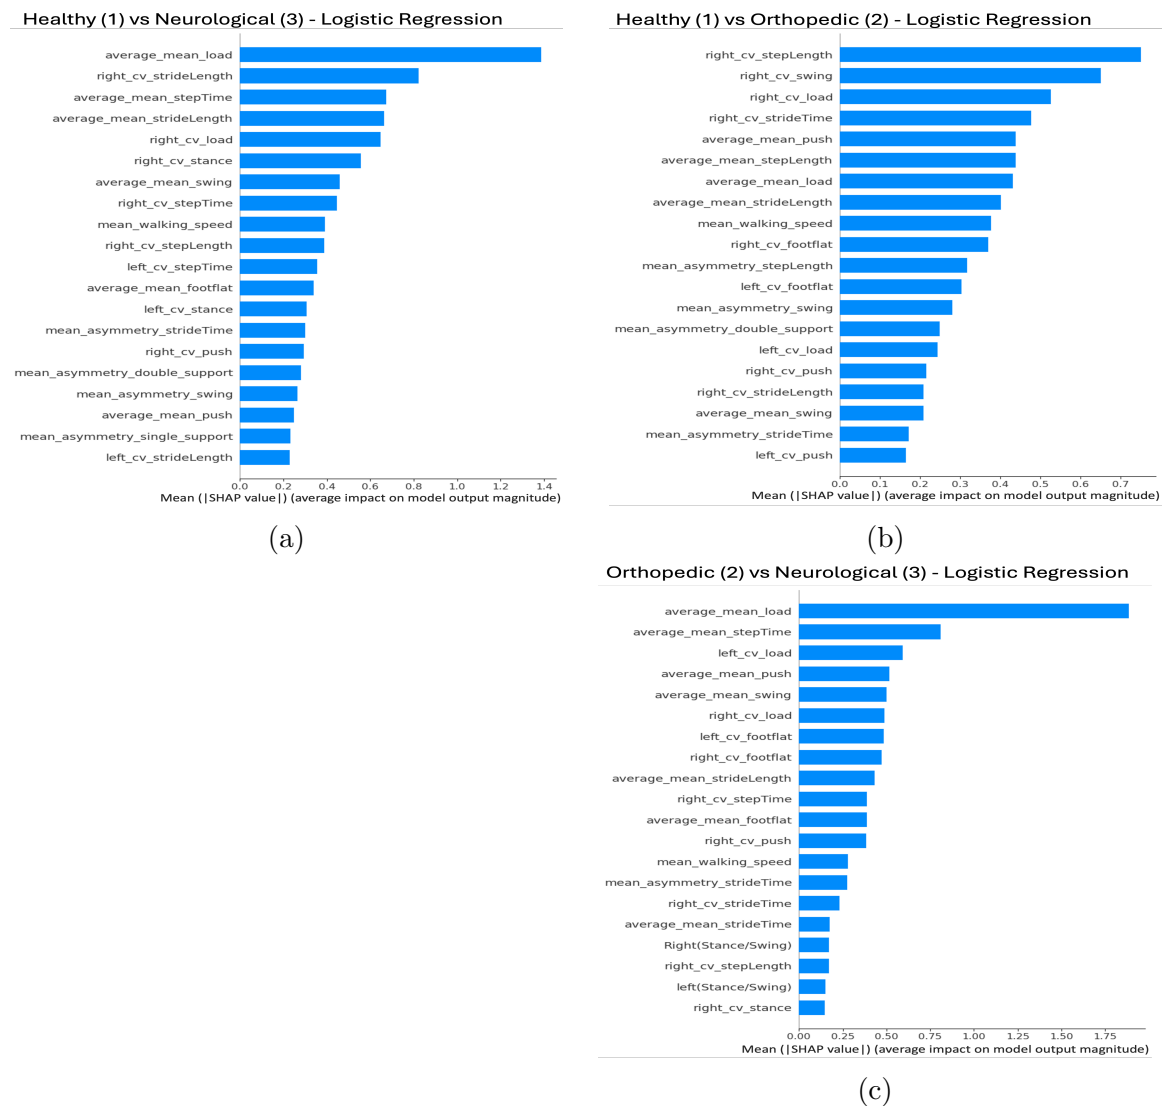 Healthy (1) vs Neurological (3) - Logistic Regression
average_mean_load
right_cv_strideLength
average_mean_stepTime
average_mean_strideLength
right_cv_load
right_cv_stance
average_mean_swing
right_cv_stepTime
mean_walking_speed
right_cv_stepLength
left_cv_stepTime
average_mean_footflat
left_cv_stance
mean_asymmetry_strideTime
right_cv_push
mean_asymmetry_double_support
mean_asymmetry_swing
average_mean_push
mean_asymmetry_single_support
left_cv_strideLength
0.0 0.2 0.4 0.6 0.8 1.0 1.2 1.4
Mean (|SHAP value|) (average impact on model output magnitude)
(a)
Healthy (1) vs Orthopedic (2) - Logistic Regression
right_cv_stepLength
right_cv_swing
right_cv_load
right_cv_strideTime
average_mean_push
average_mean_stepLength
average_mean_load
average_mean_strideLength
mean_walking_speed
right_cv_footflat
mean_asymmetry_stepLength
left_cv_footflat
mean_asymmetry_swing
mean_asymmetry_double_support
left_cv_load
right_cv_push
right_cv_strideLength
average_mean_swing
mean_asymmetry_strideTime
left_cv_push
0.0 0.1 0.2 0.3 0.4 0.5 0.6 0.7
Mean (|SHAP value|) (average impact on model output magnitude)
(b)
Orthopedic (2) vs Neurological (3) - Logistic Regression
average_mean_load
average_mean_stepTime
left_cv_load
average_mean_push
average_mean_swing
right_cv_load
left_cv_footflat
right_cv_footflat
average_mean_strideLength
right_cv_stepTime
average_mean_footflat
right_cv_push
mean_walking_speed
mean_asymmetry_strideTime
right_cv_strideTime
average_mean_strideTime
Right(Stance/Swing)
right_cv_stepLength
left(Stance/Swing)
right_cv_stance
0.00 0.25 0.50 0.75 1.00 1.25 1.50 1.75
Mean (|SHAP value|) (average impact on model output magnitude)
(c)